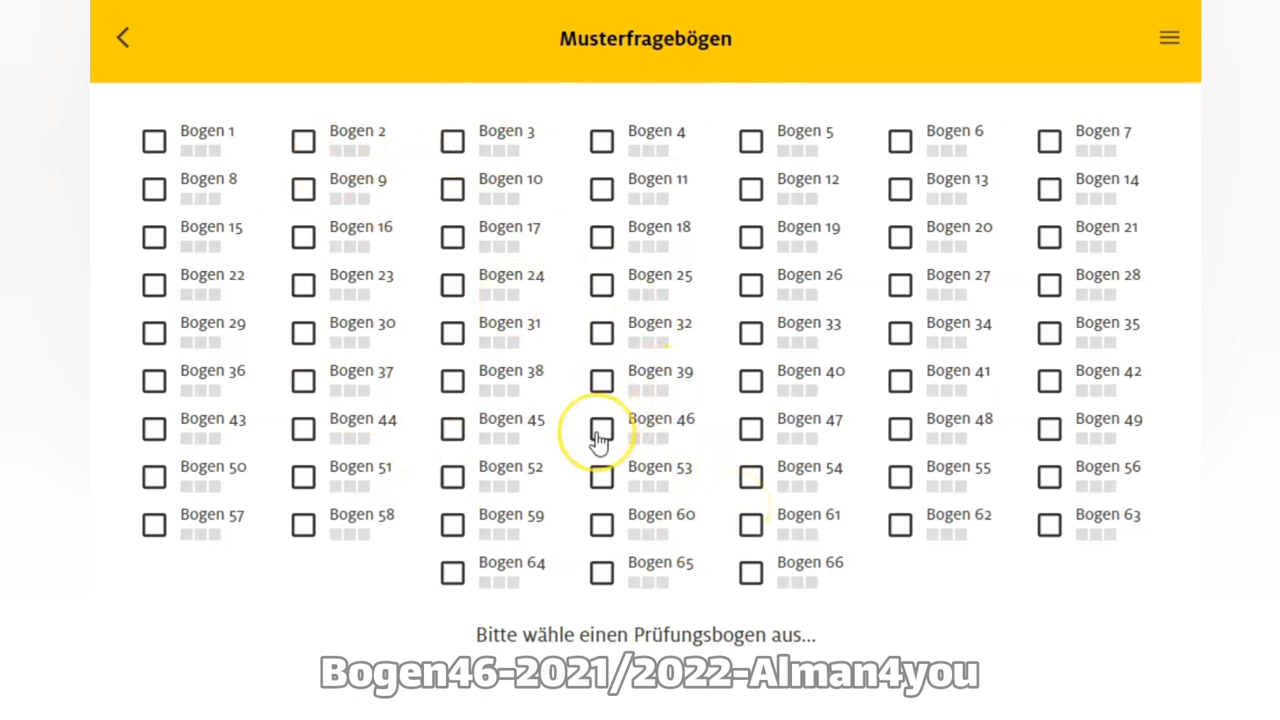 Musterfragebögen
Bogen 1 Bogen 2 Bogen 3 Bogen 4 Bogen 5 Bogen 6 Bogen 7
Bogen 8 Bogen 9 Bogen 10 Bogen 11 Bogen 12 Bogen 13 Bogen 14
Bogen 15 Bogen 16 Bogen 17 Bogen 18 Bogen 19 Bogen 20 Bogen 21
Bogen 22 Bogen 23 Bogen 24 Bogen 25 Bogen 26 Bogen 27 Bogen 28
Bogen 29 Bogen 30 Bogen 31 Bogen 32 Bogen 33 Bogen 34 Bogen 35
Bogen 36 Bogen 37 Bogen 38 Bogen 39 Bogen 40 Bogen 41 Bogen 42
Bogen 43 Bogen 44 Bogen 45 Bogen 46 Bogen 47 Bogen 48 Bogen 49
Bogen 50 Bogen 51 Bogen 52 Bogen 53 Bogen 54 Bogen 55 Bogen 56
Bogen 57 Bogen 58 Bogen 59 Bogen 60 Bogen 61 Bogen 62 Bogen 63
Bogen 64 Bogen 65 Bogen 66
Bitte wähle einen Prüfungsbogen aus...
Bogen46-2021/2022-Alman4you